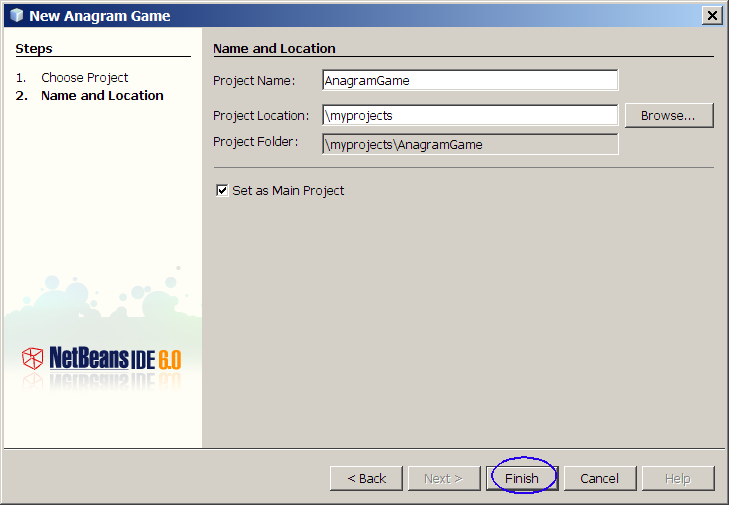 New Anagram Game
Steps
1. Choose Project
2. Name and Location
NetBeans IDE 6.0
Name and Location
Project Name: AnagramGame
Project Location: \myprojects Browse...
Project Folder: \myprojects\AnagramGame
Set as Main Project
< Back Next > Finish Cancel Help